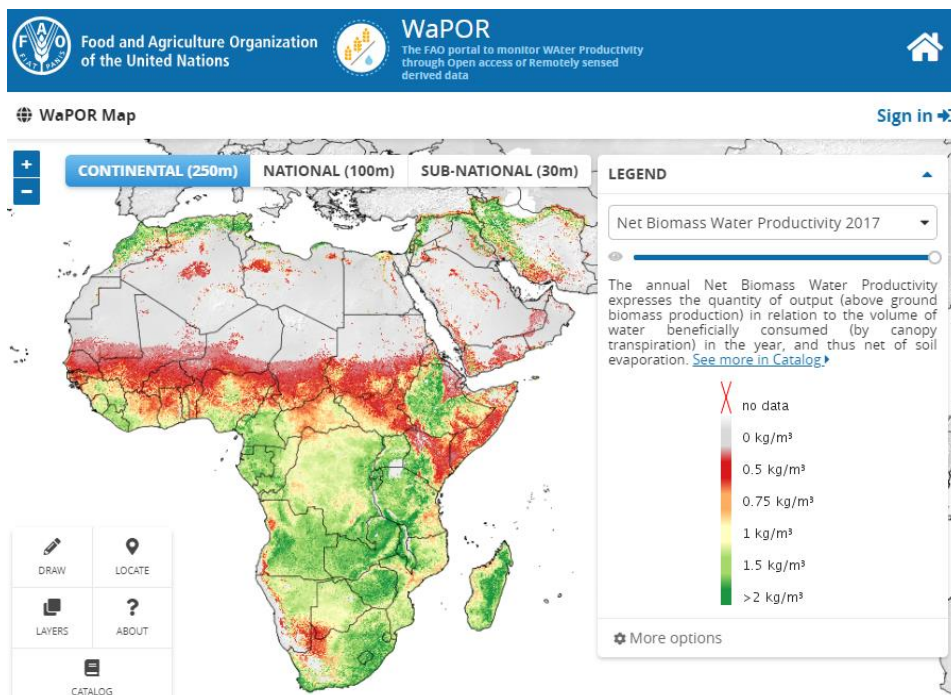 F A O
FIAT PANIS
Food and Agriculture Organization
of the United Nations
WaPOR
The FAO portal to monitor WAter Productivity
through Open access of Remotely sensed
derived data
WaPOR Map
Sign in
+
−
CONTINENTAL (250m)
NATIONAL (100m)
SUB-NATIONAL (30m)
LEGEND
Net Biomass Water Productivity 2017
The annual Net Biomass Water Productivity
expresses the quantity of output (above ground
biomass production) in relation to the volume of
water beneficially consumed (by canopy
transpiration) in the year, and thus net of soil
evaporation. See more in Catalog
no data
0 kg/m³
0.5 kg/m³
0.75 kg/m³
1 kg/m³
1.5 kg/m³
>2 kg/m³
More options
DRAW
LOCATE
LAYERS
?
ABOUT
CATALOG